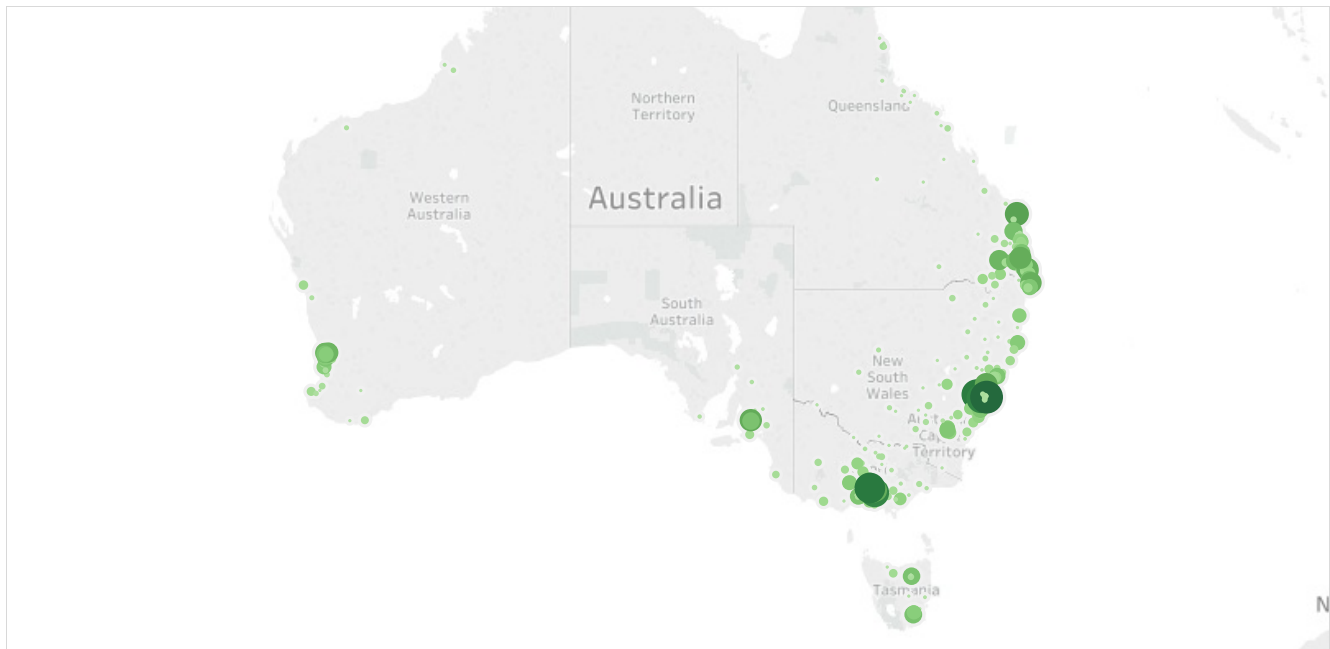 Northern
Territory
Queensland
Western
Australia
Australia
South
Australia
New
South
Wales
Territory
Tasmania
N